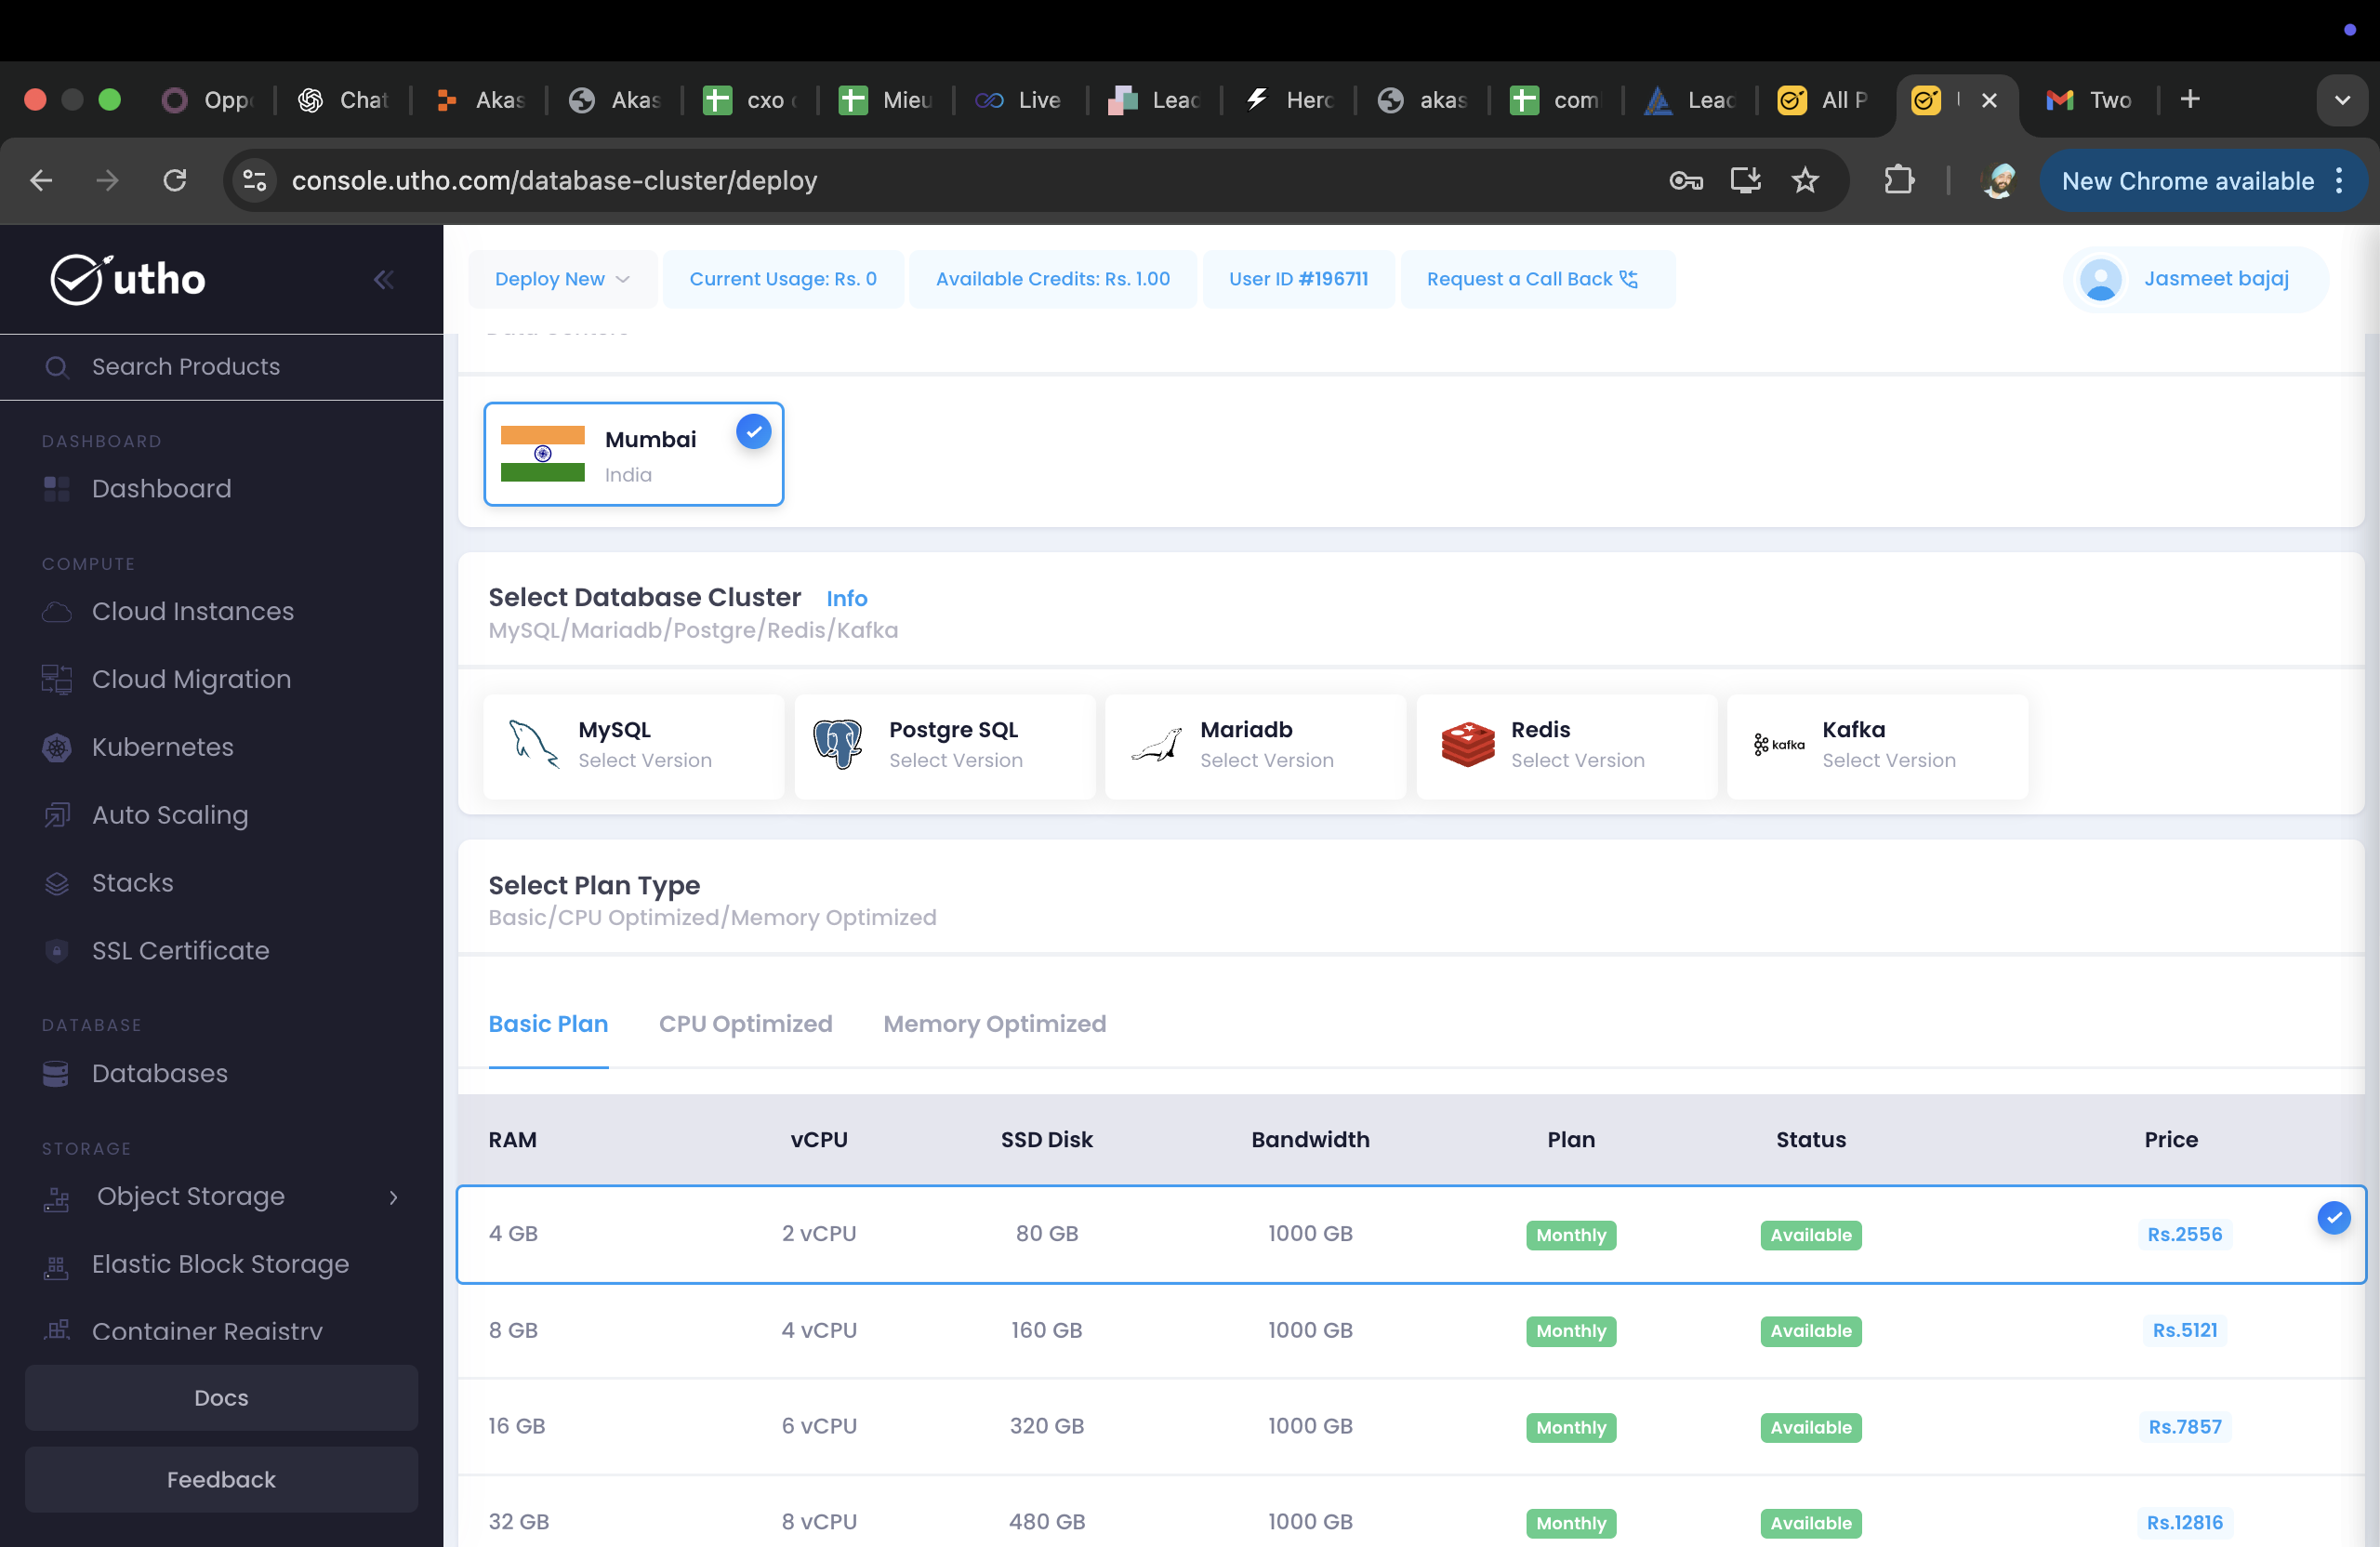 Oppo
Chat
Akas
Akas
cxo
Mieu
Live
Leac
Herc
akas
com
Leac
All P
Two
console.utho.com/database-cluster/deploy
New Chrome available
utho
Deploy New
Current Usage: Rs. 0
Available Credits: Rs. 1.00
User ID #196711
Request a Call Back
Jasmeet bajaj
Search Products
DASHBOARD
Dashboard
COMPUTE
Cloud Instances
Cloud Migration
Kubernetes
Auto Scaling
Stacks
SSL Certificate
DATABASE
Databases
STORAGE
Object Storage
Elastic Block Storage
Container Registry
Docs
Feedback
Mumbai
India
Select Database Cluster Info
MySQL/Mariadb/Postgre/Redis/Kafka
MySQL
Select Version
Postgre SQL
Select Version
Mariadb
Select Version
Redis
Select Version
kafka
Kafka
Select Version
Select Plan Type
Basic/CPU Optimized/Memory Optimized
Basic Plan CPU Optimized Memory Optimized
RAM vCPU SSD Disk Bandwidth Plan Status Price
4 GB 2 vCPU 80 GB 1000 GB Monthly Available Rs.2556
8 GB 4 vCPU 160 GB 1000 GB Monthly Available Rs.5121
16 GB 6 vCPU 320 GB 1000 GB Monthly Available Rs.7857
32 GB 8 vCPU 480 GB 1000 GB Monthly Available Rs.12816